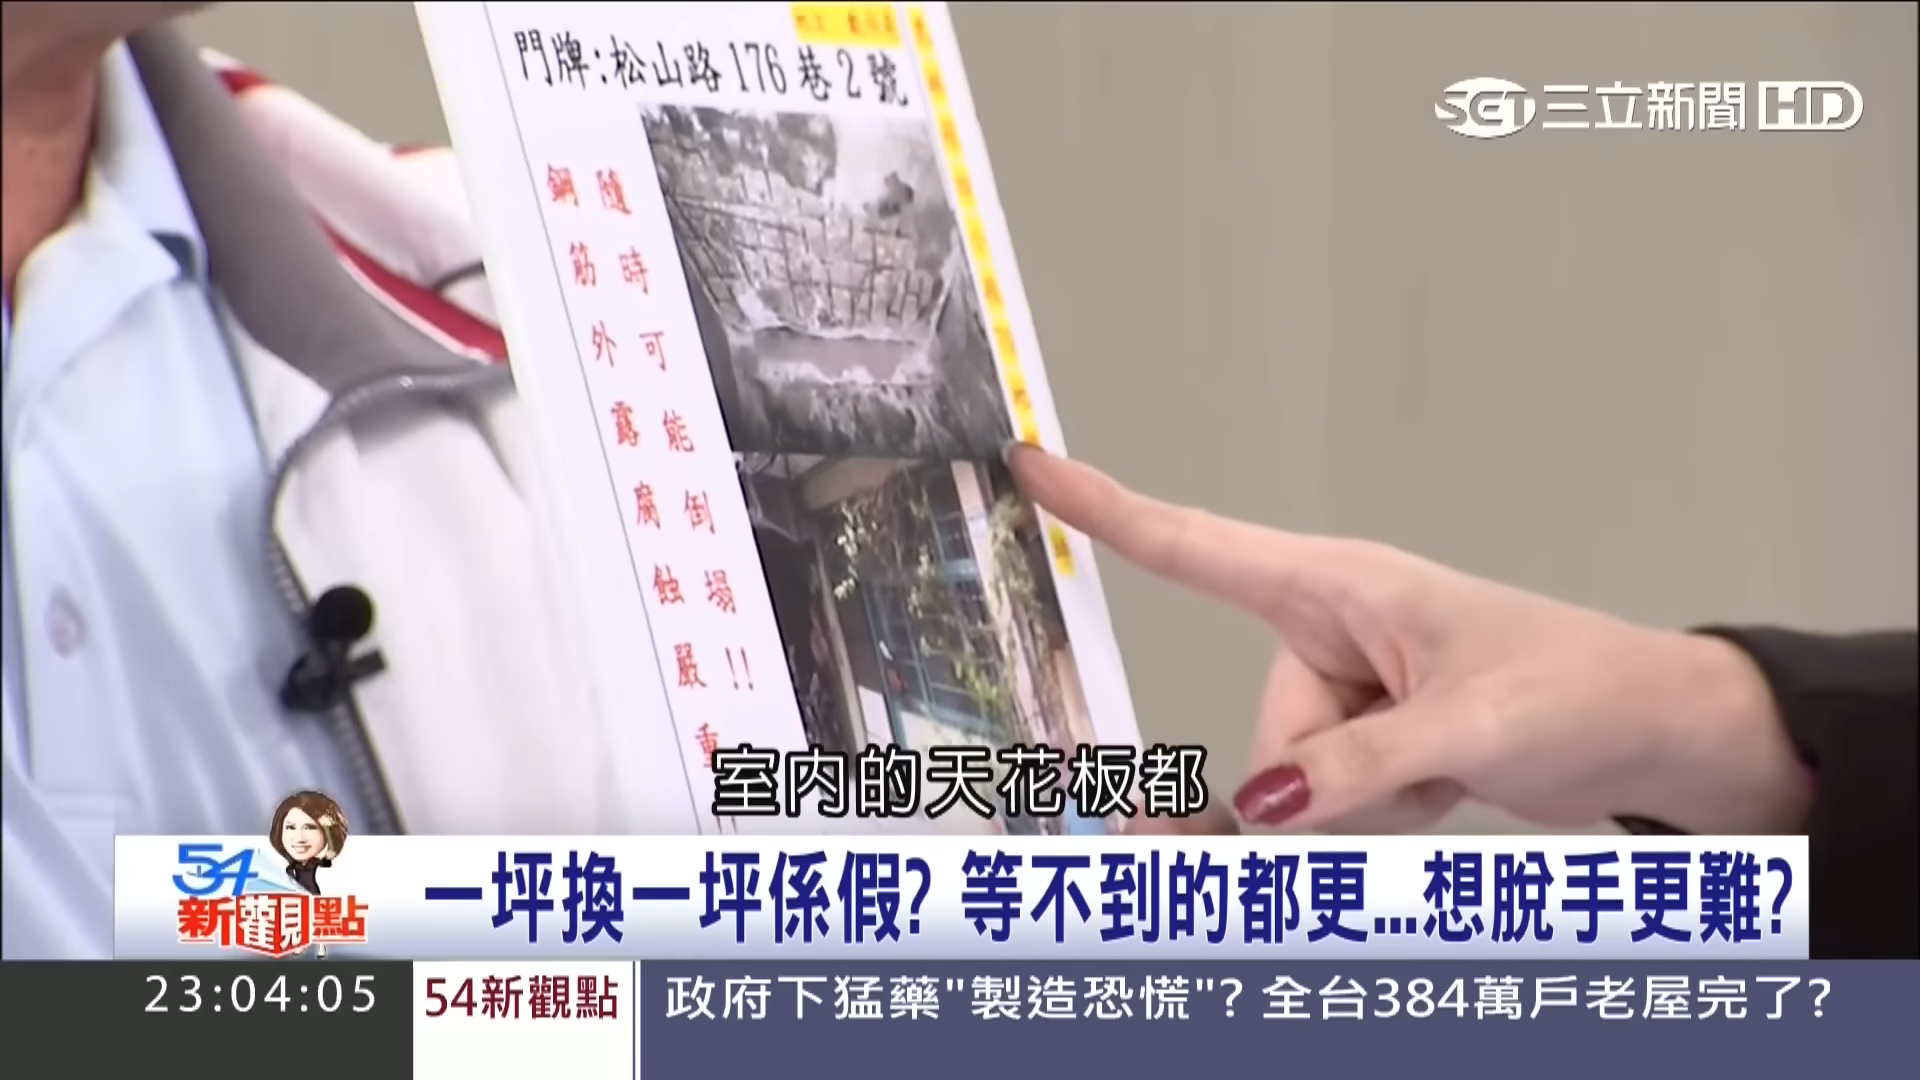 門牌:松山路176巷2號
SET三立新聞HD
隨時可能倒塌!!
鋼筋外露腐蝕嚴重!!
室內的天花板都
54新觀點
一坪換一坪係假? 等不到的都更...想脫手更難?
23:04:05
54新觀點
政府下猛藥"製造恐慌"? 全台384萬戶老屋完了?